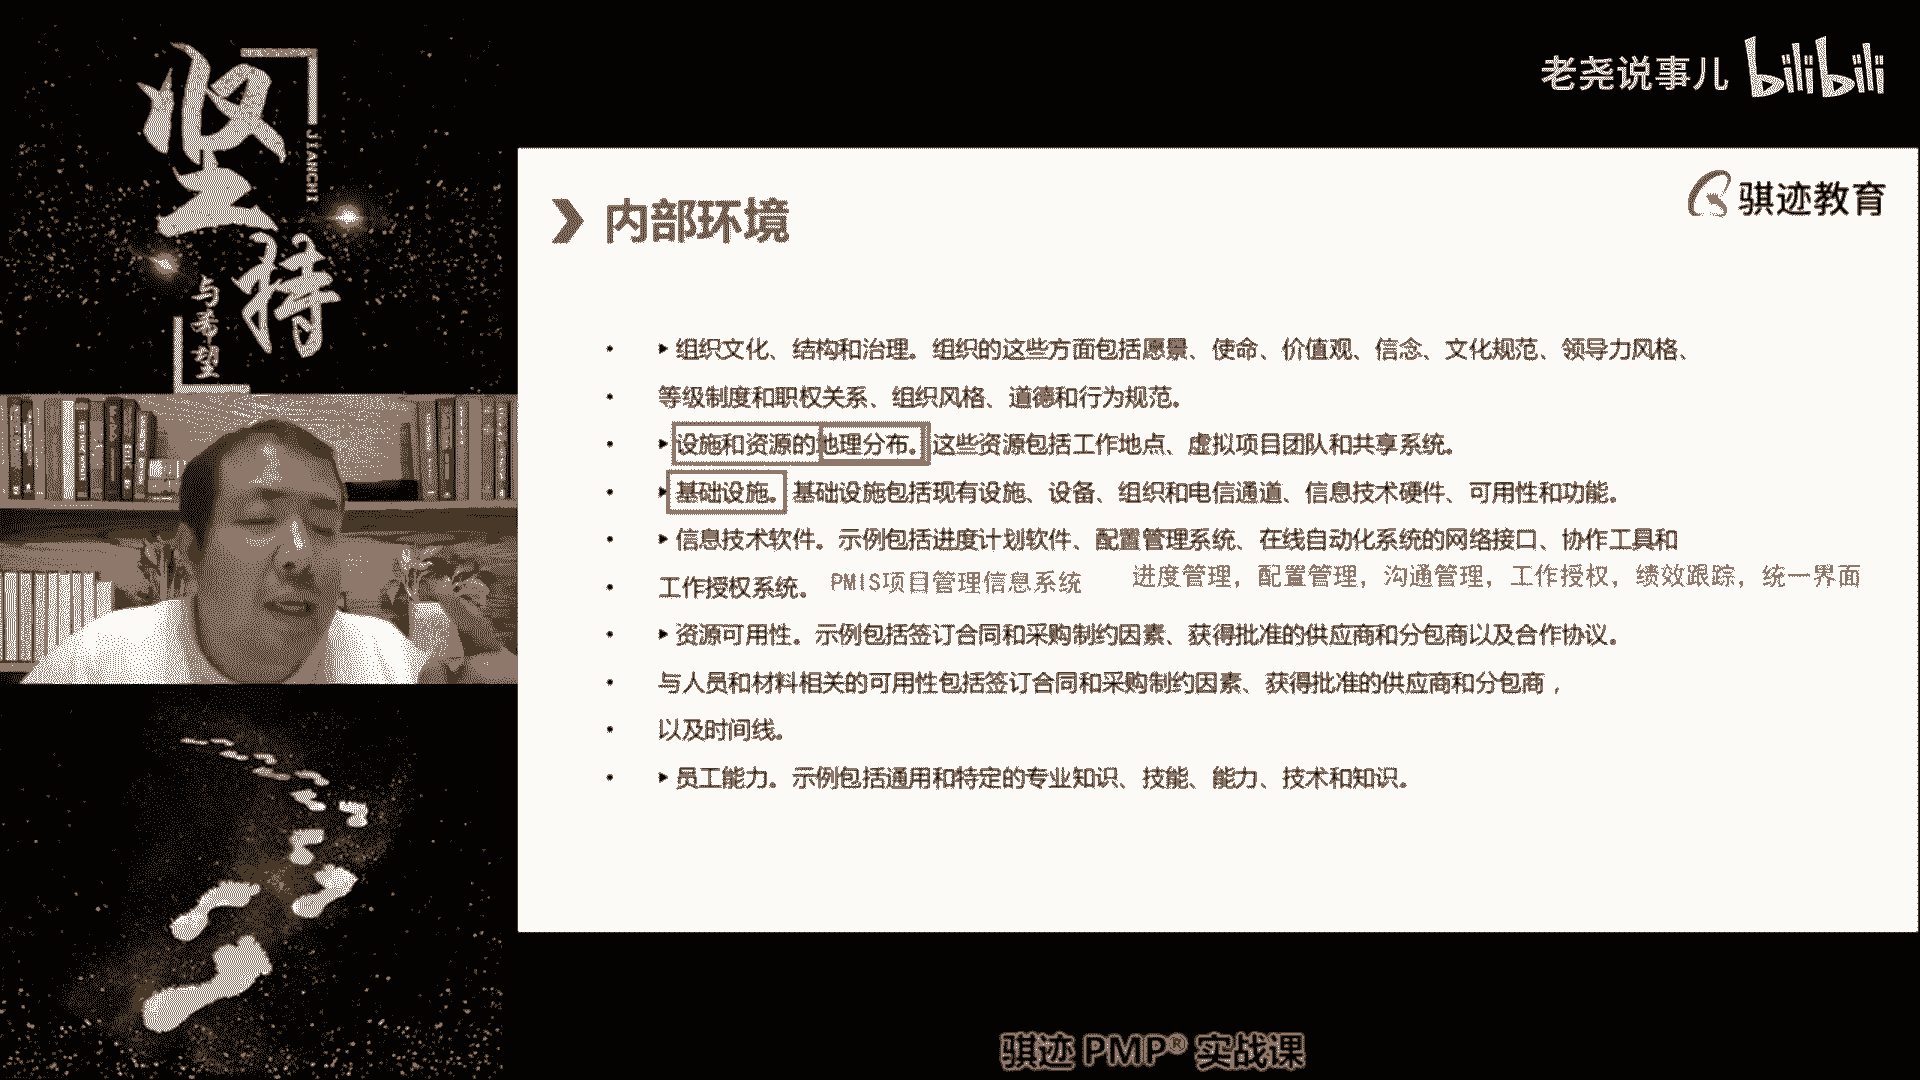 坚持
JIANCHI
与希望
老尧说事儿 bilibili
骐迹教育
内部环境
• ▸组织文化、结构和治理。组织的这些方面包括愿景、使命、价值观、信念、文化规范、领导力风格、
• 等级制度和职权关系、组织风格、道德和行为规范。
• ▸设施和资源的地理分布。这些资源包括工作地点、虚拟项目团队和共享系统。
• ▸基础设施。基础设施包括现有设施、设备、组织和电信通道、信息技术硬件、可用性和功能。
• ▸信息技术软件。示例包括进度计划软件、配置管理系统、在线自动化系统的网络接口、协作工具和
• 工作授权系统。 PMIS项目管理信息系统 进度管理，配置管理，沟通管理，工作授权，绩效跟踪，统一界面
• ▸资源可用性。示例包括签订合同和采购制约因素、获得批准的供应商和分包商以及合作协议。
• 与人员和材料相关的可用性包括签订合同和采购制约因素、获得批准的供应商和分包商，
• 以及时间线。
• ▸员工能力。示例包括通用和特定的专业知识、技能、能力、技术和知识。
骐迹 PMP® 实战课